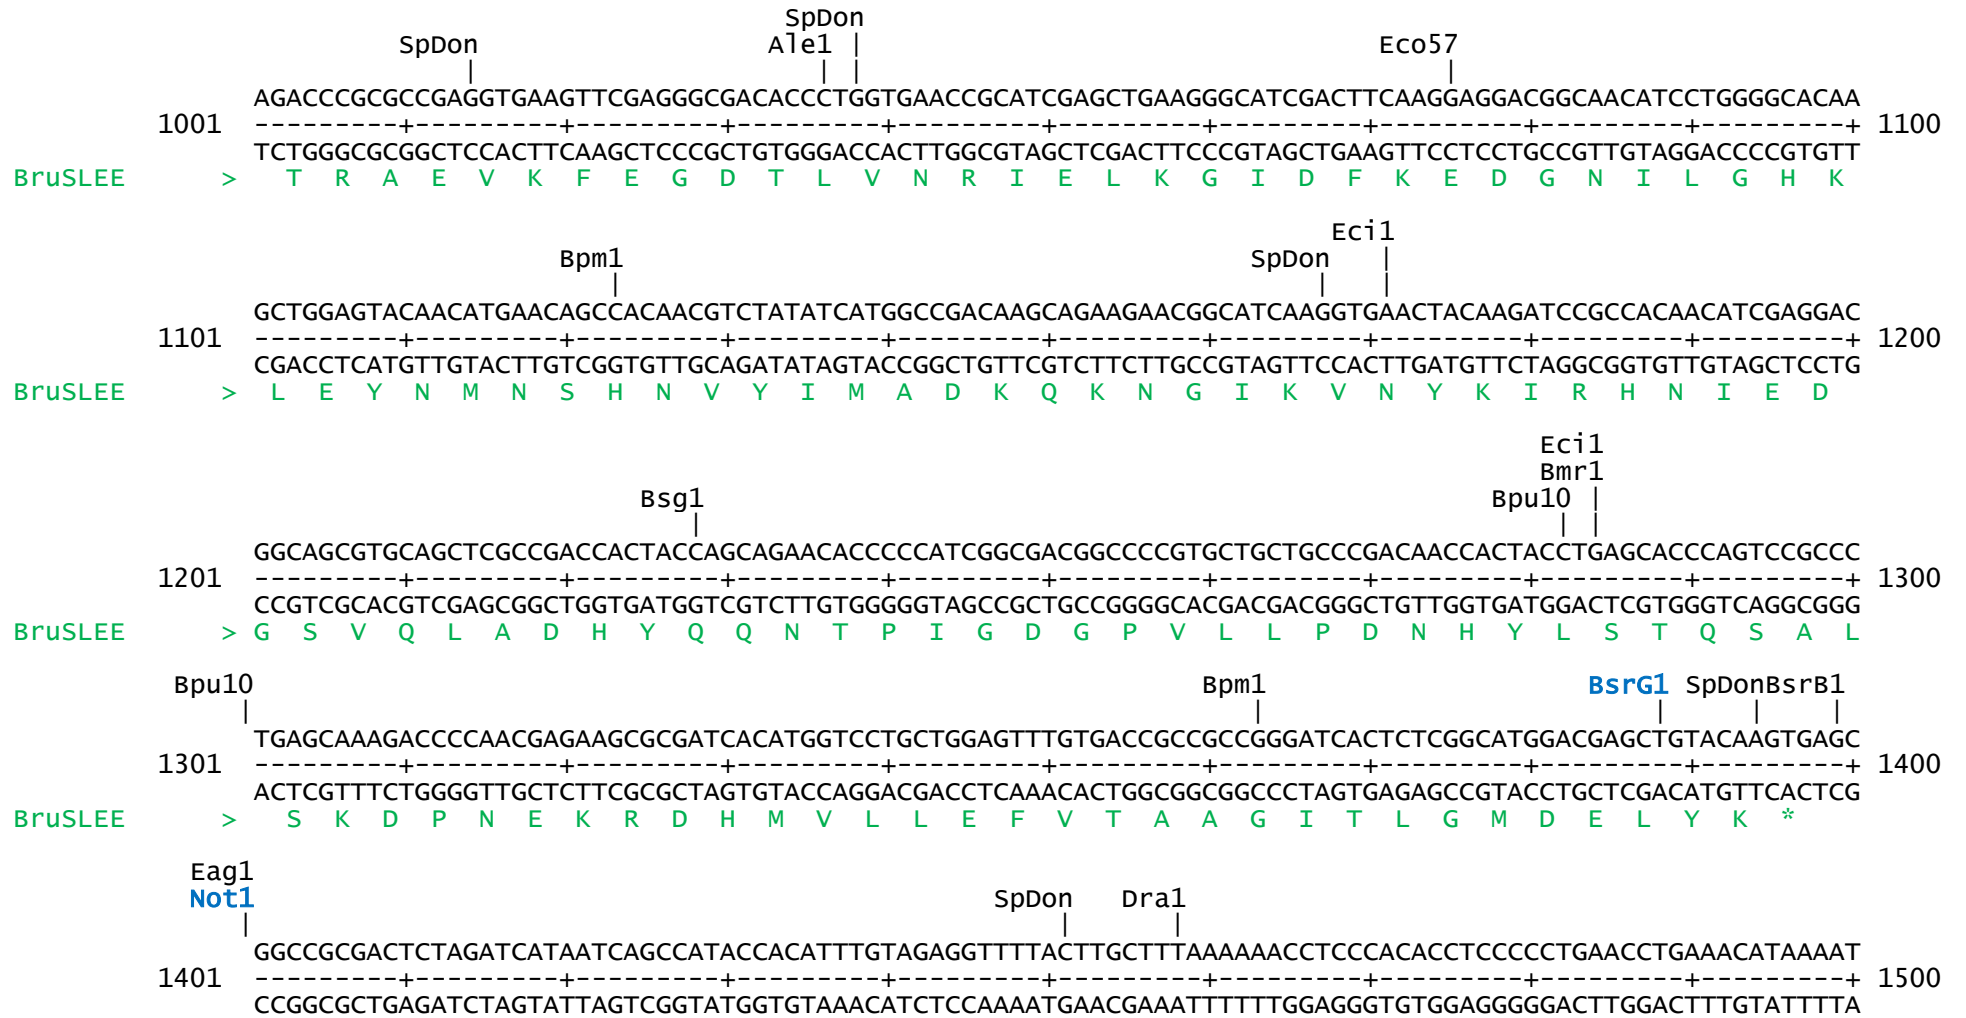 SpDon
SpDon Ale1 | Eco57
| | | |
AGACCCGCGCCGAGGTGAAGTTCGAGGGCGACACCCTGGTGAACCGCATCGAGCTGAAGGGCATCGACTTCAAGGAGGACGGCAACATCCTGGGGCACAA
1001 ---------+---------+---------+---------+---------+---------+---------+---------+---------+---------+ 1100
TCTGGGCGCGGCTCCACTTCAAGCTCCCGCTGTGGGACCACTTGGCGTAGCTCGACTTCCCGTAGCTGAAGTTCCTCCTGCCGTTGTAGGACCCCGTGTT
BruSLEE > T R A E V K F E G D T L V N R I E L K G I D F K E D G N I L G H K
Eci1
Bpm1 SpDon |
| | |
GCTGGAGTACAACATGAACAGCCACAACGTCTATATCATGGCCGACAAGCAGAAGAACGGCATCAAGGTGAACTACAAGATCCGCCACAACATCGAGGAC
1101 ---------+---------+---------+---------+---------+---------+---------+---------+---------+---------+ 1200
CGACCTCATGTTGTACTTGTCGGTGTTGCAGATATAGTACCGGCTGTTCGTCTTCTTGCCGTAGTTCCACTTGATGTTCTAGGCGGTGTTGTAGCTCCTG
BruSLEE > L E Y N M N S H N V Y I M A D K Q K N G I K V N Y K I R H N I E D
Eci1
Bmr1
Bsg1 Bpu10 |
| | |
GGCAGCGTGCAGCTCGCCGACCACTACCAGCAGAACACCCCCATCGGCGACGGCCCCGTGCTGCTGCCCGACAACCACTACCTGAGCACCCAGTCCGCCC
1201 ---------+---------+---------+---------+---------+---------+---------+---------+---------+---------+ 1300
CCGTCGCACGTCGAGCGGCTGGTGATGGTCGTCTTGTGGGGGTAGCCGCTGCCGGGGCACGACGACGGGCTGTTGGTGATGGACTCGTGGGTCAGGCGGG
BruSLEE > G S V Q L A D H Y Q Q N T P I G D G P V L L P D N H Y L S T Q S A L
Bpu10 Bpm1 BsrG1 SpDonBsrB1
| | | | |
TGAGCAAAGACCCCAACGAGAAGCGCGATCACATGGTCCTGCTGGAGTTTGTGACCGCCGCCGGGATCACTCTCGGCATGGACGAGCTGTACAAGTGAGC
1301 ---------+---------+---------+---------+---------+---------+---------+---------+---------+---------+ 1400
ACTCGTTTCTGGGGTTGCTCTTCGCGCTAGTGTACCAGGACGACCTCAAACACTGGCGGCGGCCCTAGTGAGAGCCGTACCTGCTCGACATGTTCACTCG
BruSLEE > S K D P N E K R D H M V L L E F V T A A G I T L G M D E L Y K *
Eag1
Not1 SpDon Dra1
| | |
GGCCGCGACTCTAGATCATAATCAGCCATACCACATTTGTAGAGGTTTTACTTGCTTTAAAAAACCTCCCACACCTCCCCCTGAACCTGAAACATAAAAT
1401 ---------+---------+---------+---------+---------+---------+---------+---------+---------+---------+ 1500
CCGGCGCTGAGATCTAGTATTAGTCGGTATGGTGTAAACATCTCCAAAATGAACGAAATTTTTTGGAGGGTGTGGAGGGGGACTTGGACTTTGTATTTTA